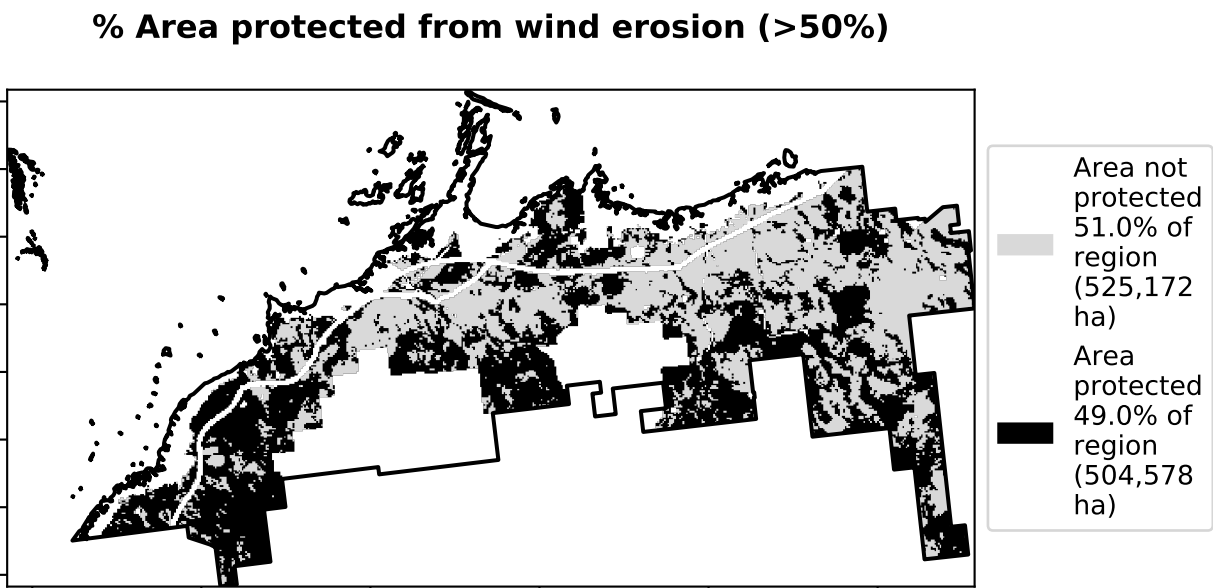 % Area protected from wind erosion (>50%)
Area not
protected
51.0% of
region
(525,172
ha)
Area
protected
49.0% of
region
(504,578
ha)